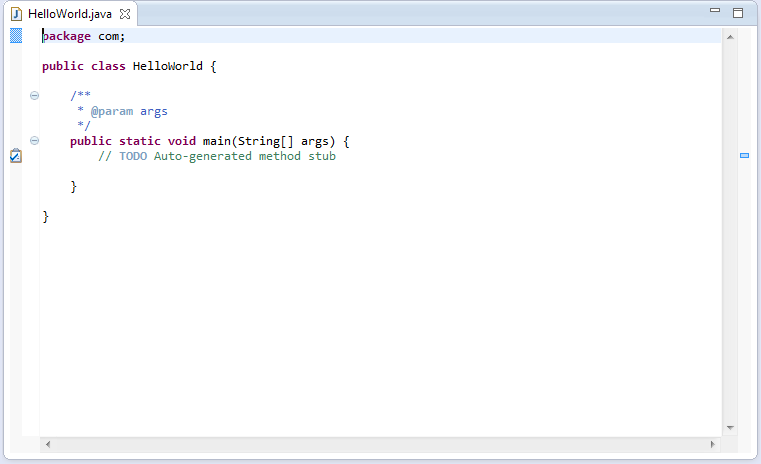 HelloWorld.java
package com;
public class HelloWorld {
/**
* @param args
*/
public static void main(String[] args) {
// TODO Auto-generated method stub
}
}